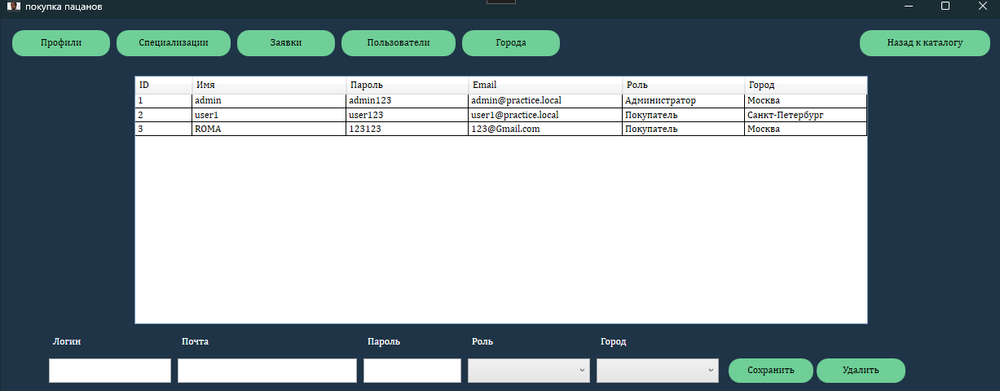 покупка пацанов
Профили Специализации Заявки Пользователи Города Назад к каталогу
ID Имя Пароль Email Роль Город
1 admin admin123 admin@practice.local Администратор Москва
2 user1 user123 user1@practice.local Покупатель Санкт-Петербург
3 ROMA 123123 123@Gmail.com Покупатель Москва
Логин Почта Пароль Роль Город
Сохранить Удалить